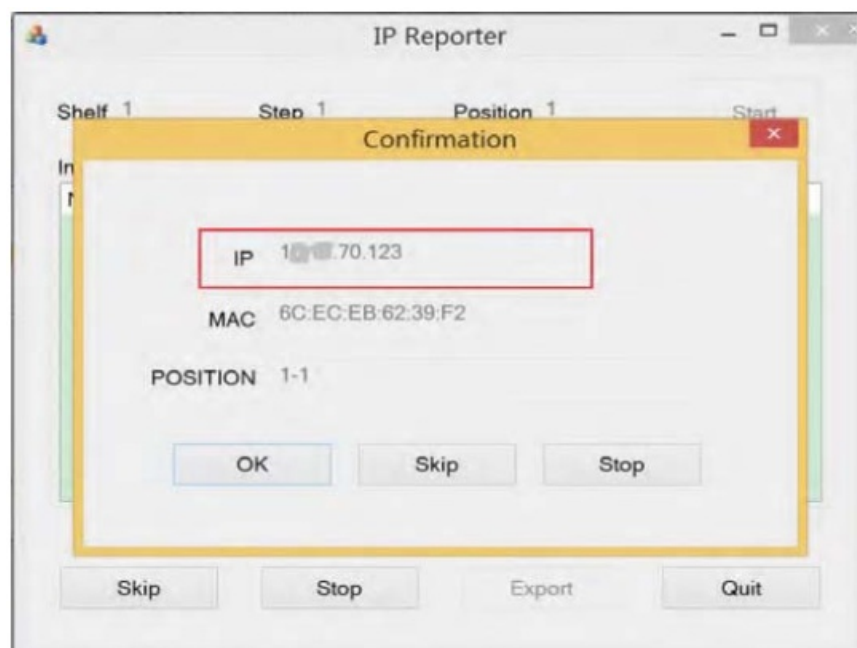 IP Reporter
Shelf 1 Step 1 Position 1 Start
Confirmation
IP .70.123
MAC 6C:EC:EB:62:39:F2
POSITION 1-1
OK Skip Stop
Skip Stop Export Quit